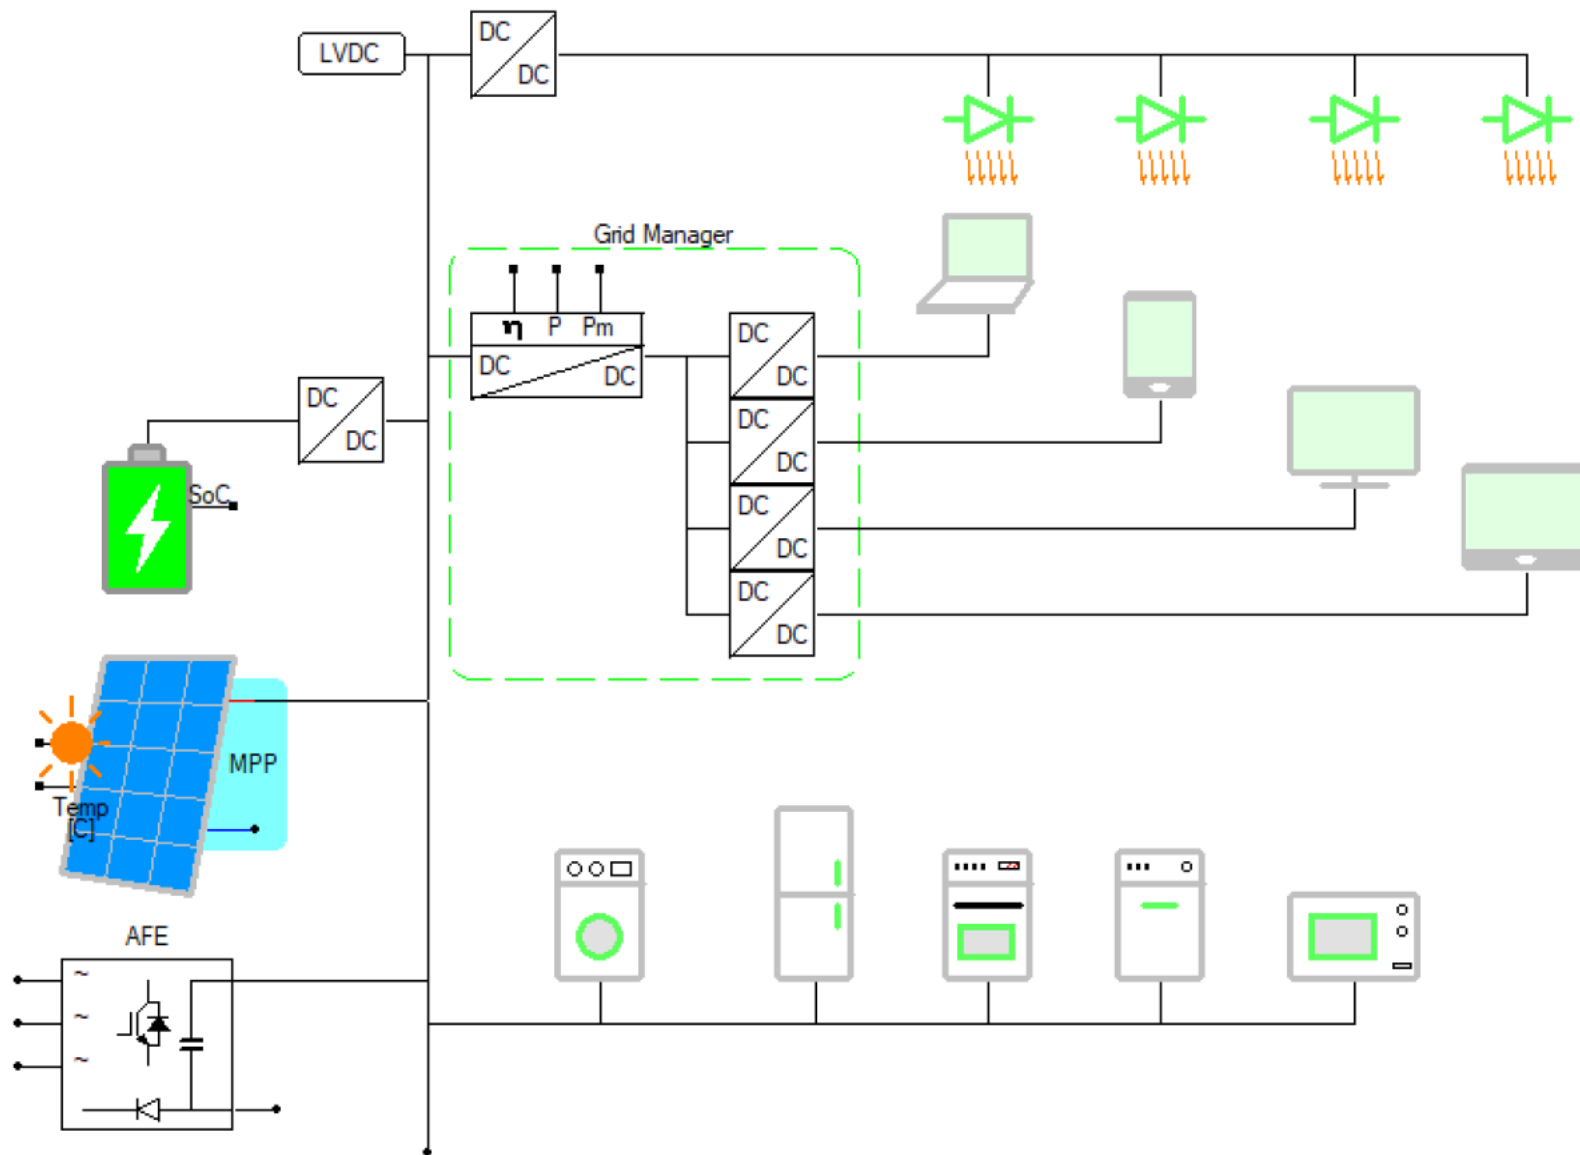 LVDC
DC
DC
Grid Manager
η P Pm
DC
DC
DC
DC
DC
DC
DC
DC
DC
DC
DC
DC
SoC
MPP
Temp
[C]
AFE
~
~
~